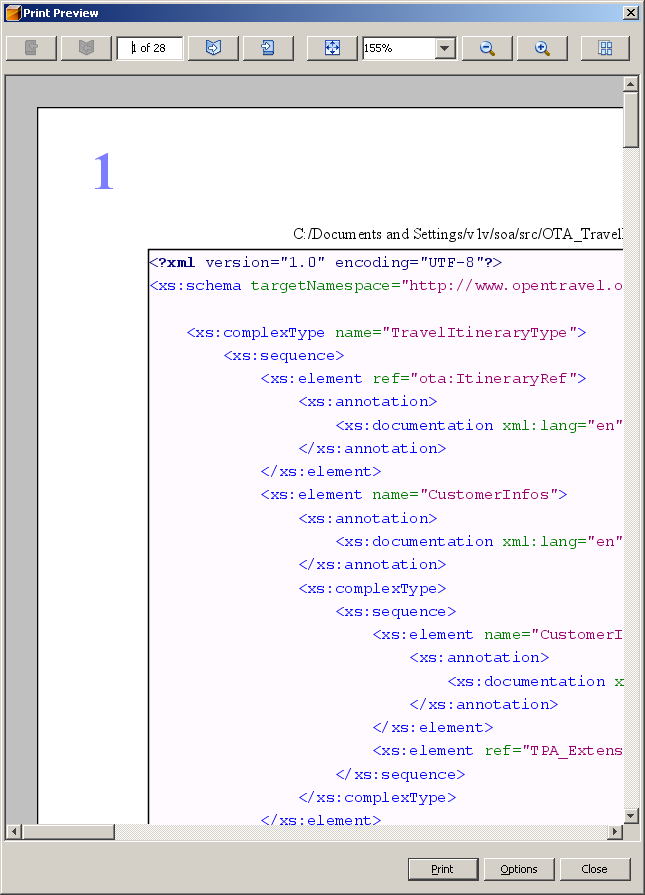 Print Preview
1 of 28
155%
1
C:/Documents and Settings/v1v/soa/src/OTA_Travel
<?xml version="1.0" encoding="UTF-8"?>
<xs:schema targetNamespace="http://www.opentravel.o
<xs:complexType name="TravelItineraryType">
<xs:sequence>
<xs:element ref="ota:ItineraryRef">
<xs:annotation>
<xs:documentation xml:lang="en"
</xs:annotation>
</xs:element>
<xs:element name="CustomerInfos">
<xs:annotation>
<xs:documentation xml:lang="en"
</xs:annotation>
<xs:complexType>
<xs:sequence>
<xs:element name="CustomerI
<xs:annotation>
<xs:documentation x
</xs:annotation>
</xs:element>
<xs:element ref="TPA_Extens
</xs:sequence>
</xs:complexType>
</xs:element>
Print Options Close